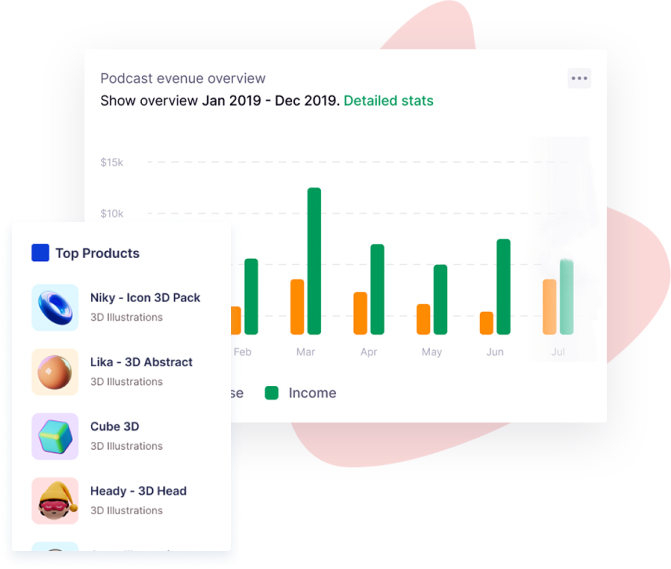 Podcast evenue overview
Show overview Jan 2019 - Dec 2019. Detailed stats
$15k
$10k
Feb Mar Apr May Jun Jul
se Income
Top Products
Niky - Icon 3D Pack
3D Illustrations
Lika - 3D Abstract
3D Illustrations
Cube 3D
3D Illustrations
Heady - 3D Head
3D Illustrations